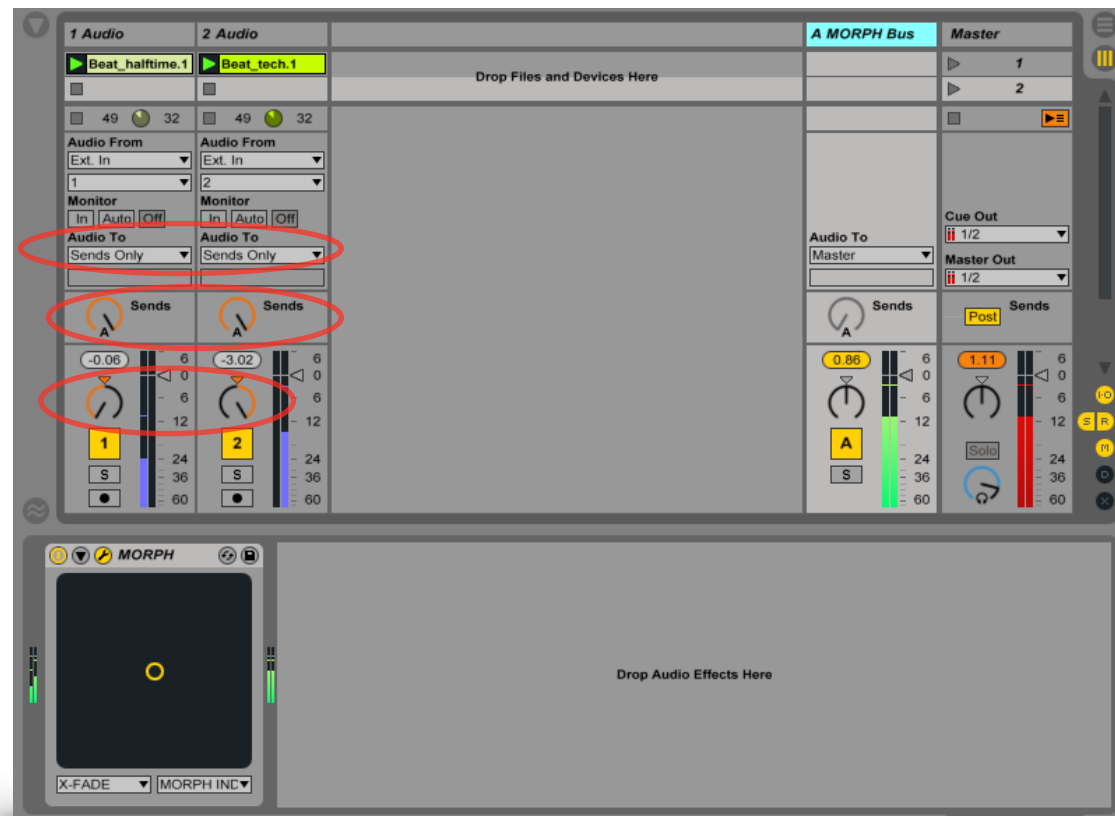 1 Audio 2 Audio A MORPH Bus Master
Beat_halftime.1 Beat_tech.1 Drop Files and Devices Here 1
2
49 32 49 32
Audio From Audio From
Ext. In Ext. In
1 2
Monitor Monitor
In Auto Off In Auto Off Cue Out
Audio To Audio To Audio To 1/2
Sends Only Sends Only Master Master Out
1/2
Sends Sends Sends Sends
A A A Post
-0.06 6 -3.02 6 0.86 6 1.11 6
0 0 0 0
6 6 6 6
12 12 12 12
1 2 A
24 24 24 Solo 24
S 36 S 36 S 36 36
60 60 60 60
I·O
S R
M
D
X
MORPH
Drop Audio Effects Here
X-FADE MORPH IND